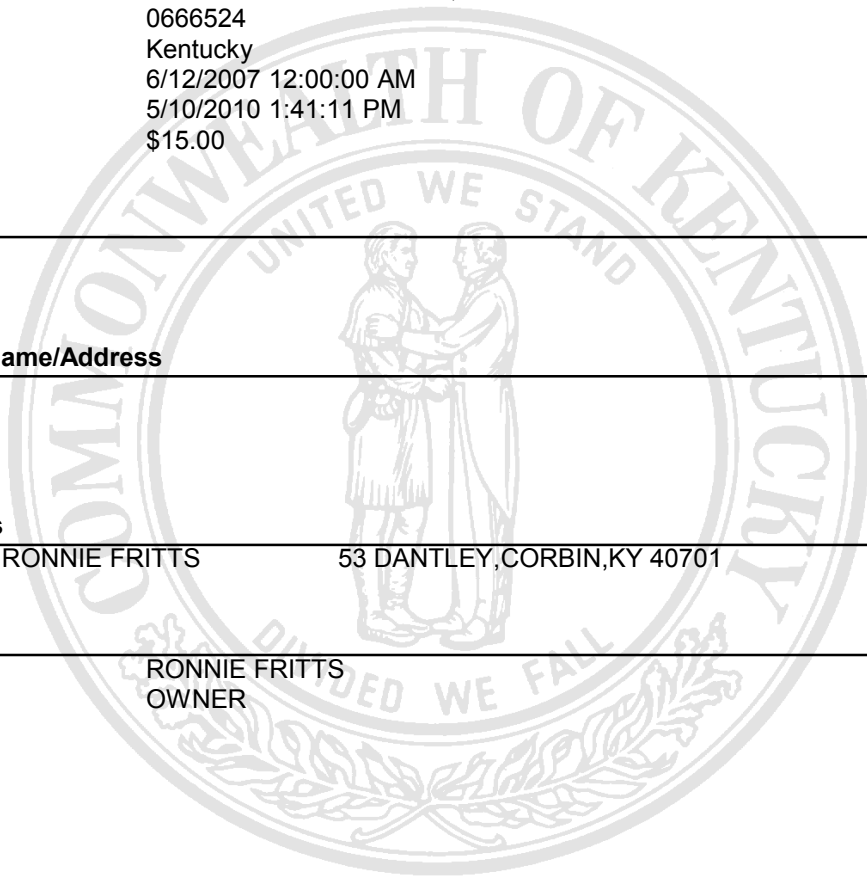 0666524
Kentucky
6/12/2007 12:00:00 AM
5/10/2010 1:41:11 PM
$15.00
COMMONWEALTH OF KENTUCKY
UNITED WE STAND
ame/Address
s
RONNIE FRITTS 53 DANTLEY,CORBIN,KY 40701
RONNIE FRITTS
OWNER
DIVIDED WE FALL